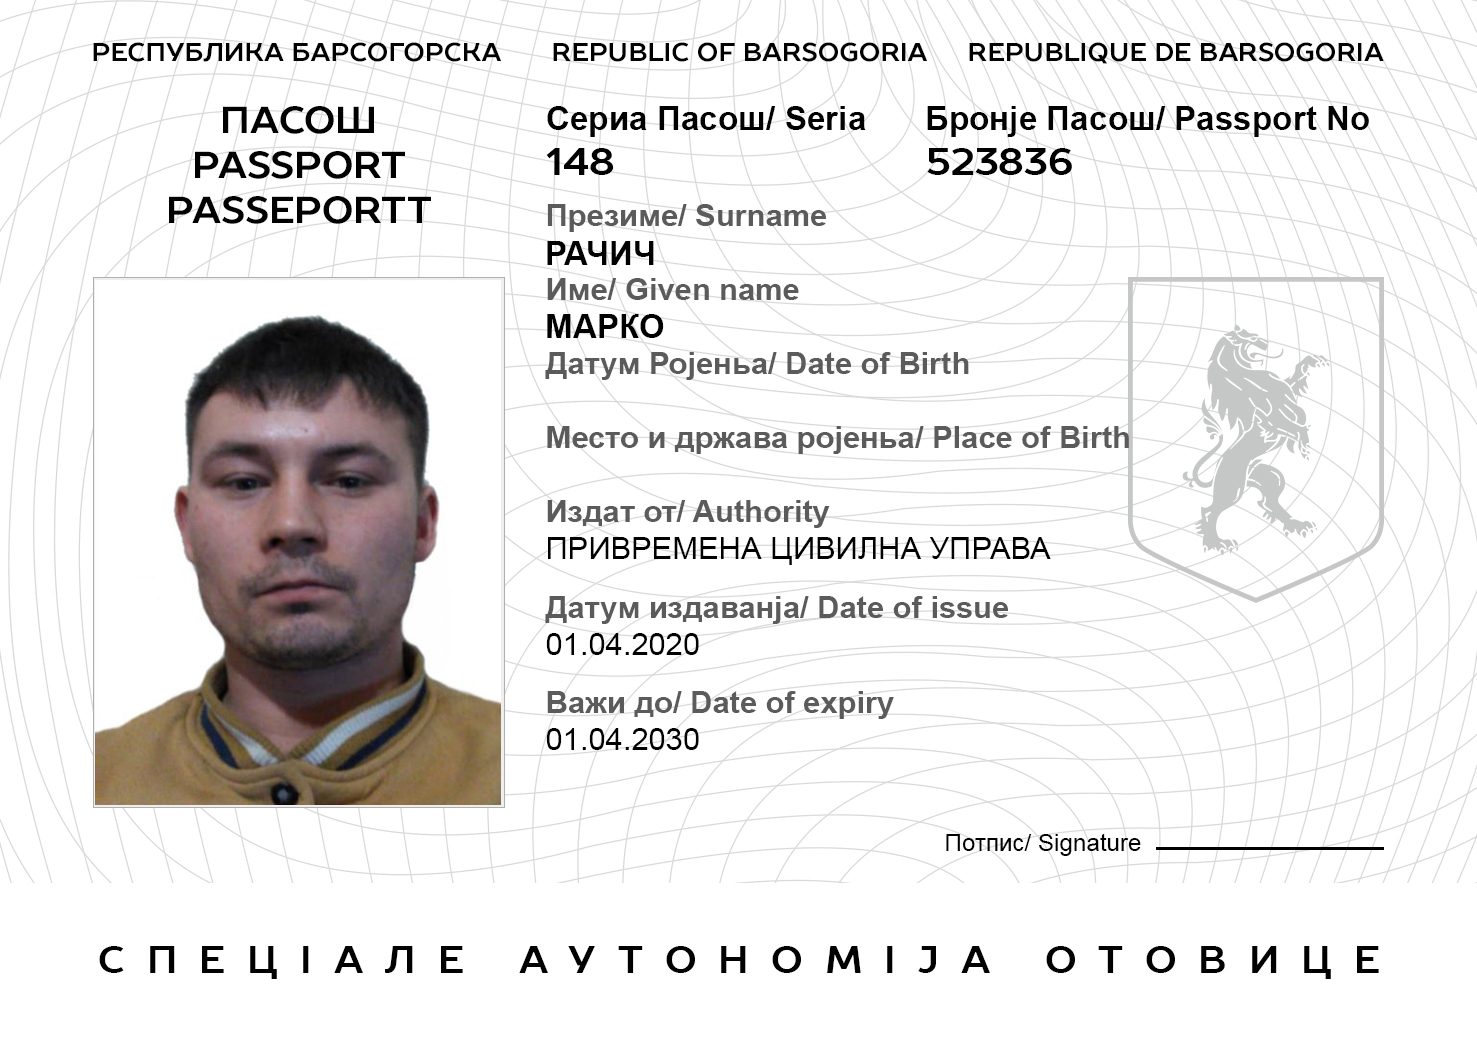 РЕСПУБЛИКА БАРСОГОРСКА REPUBLIC OF BARSOGORIA REPUBLIQUE DE BARSOGORIA
ПАСОШ
PASSPORT
PASSEPORTT
Сериа Пасош/ Seria
148
Бронје Пасош/ Passport No
523836
Презиме/ Surname
РАЧИЧ
Име/ Given name
МАРКО
ДатумРојења/ Date of Birth
Место и држава ројења/ Place of Birth
Издат от/ Authority
ПРИВРЕМЕНА ЦИВИЛНА УПРАВА
Датум издаванја/ Date of issue
01.04.2020
Важи до/ Date of expiry
01.04.2030
Потпис/ Signature
СПЕЦІАЛЕ АУТОНОМІЈА ОТОВИЦЕ